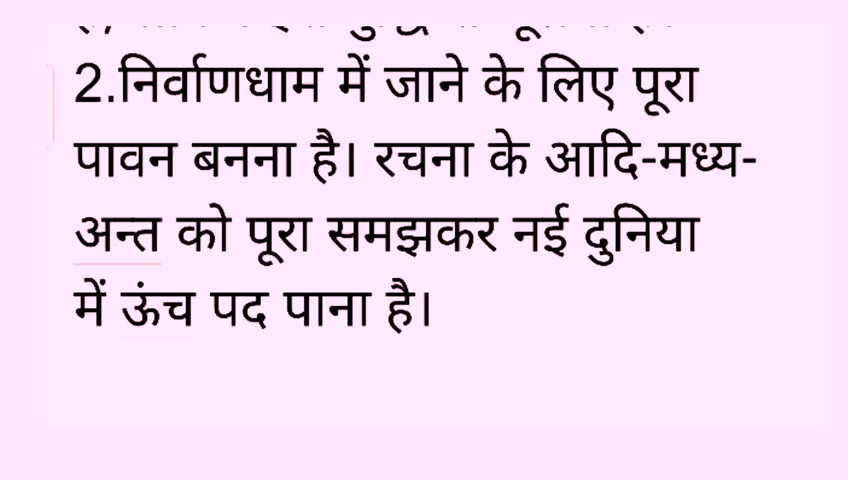 2.निर्वाणधाम में जाने के लिए पूरा
पावन बनना है। रचना के आदि-मध्य-
अन्त को पूरा समझकर नई दुनिया
में ऊंच पद पाना है।